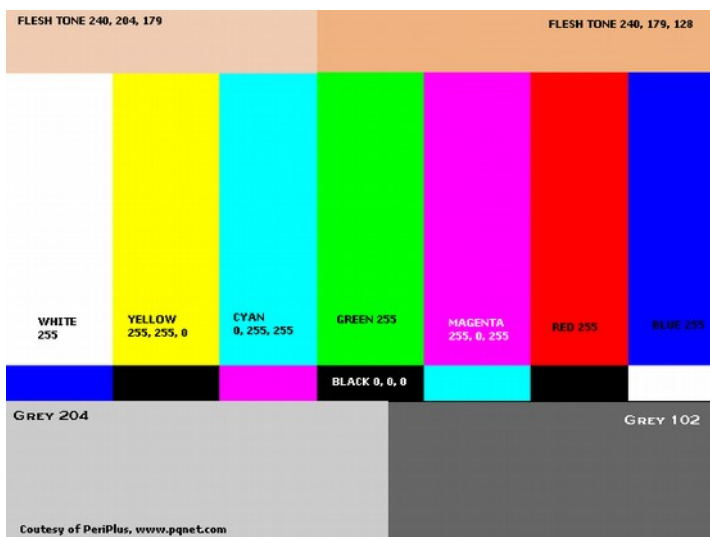 FLESH TONE 240, 204, 179
FLESH TONE 240, 179, 128
WHITE
255
YELLOW
255, 255, 0
CYAN
0, 255, 255
GREEN 255
MAGENTA
255, 0, 255
RED 255
BLUE 255
BLACK 0, 0, 0
GREY 204
GREY 102
Coutesy of PeriPlus, www.pqnet.com